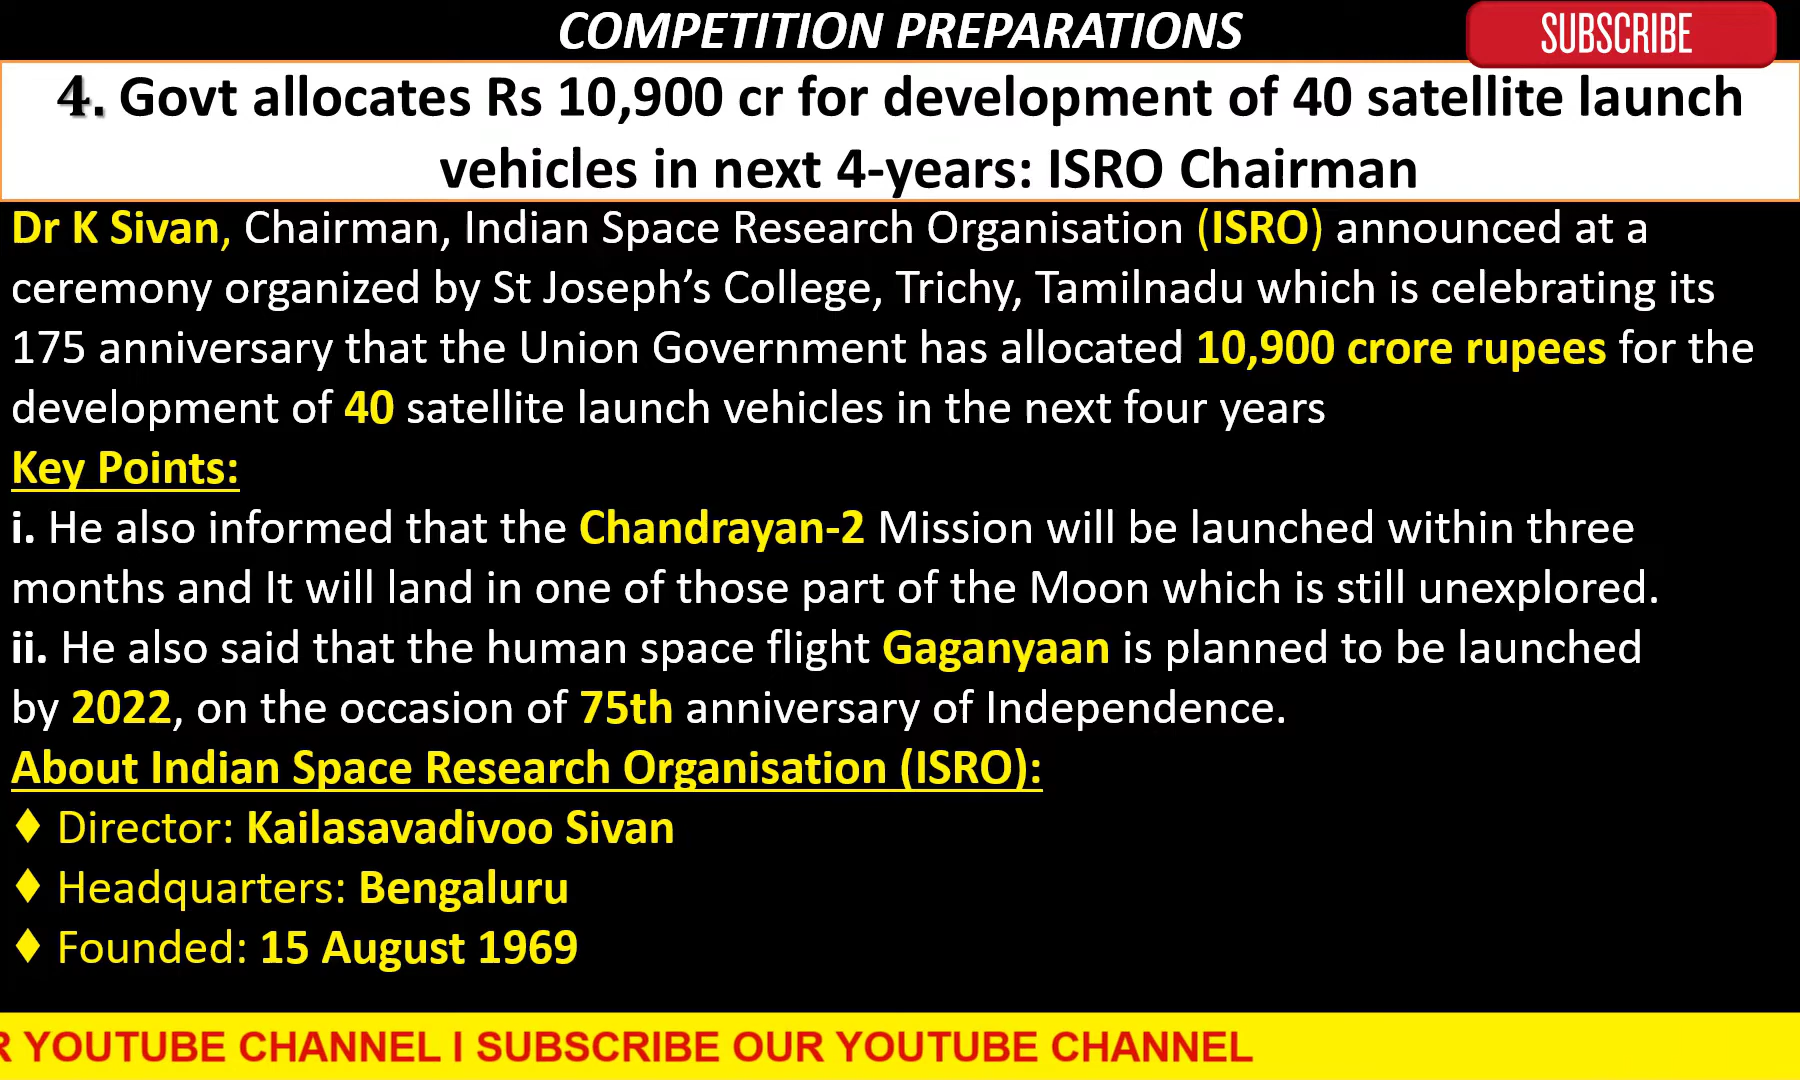 COMPETITION PREPARATIONS
SUBSCRIBE
4. Govt allocates Rs 10,900 cr for development of 40 satellite launch
vehicles in next 4-years: ISRO Chairman
Dr K Sivan, Chairman, Indian Space Research Organisation (ISRO) announced at a
ceremony organized by St Joseph’s College, Trichy, Tamilnadu which is celebrating its
175 anniversary that the Union Government has allocated 10,900 crore rupees for the
development of 40 satellite launch vehicles in the next four years
Key Points:
i. He also informed that the Chandrayan-2 Mission will be launched within three
months and It will land in one of those part of the Moon which is still unexplored.
ii. He also said that the human space flight Gaganyaan is planned to be launched
by 2022, on the occasion of 75th anniversary of Independence.
About Indian Space Research Organisation (ISRO):
♦ Director: Kailasavadivoo Sivan
♦ Headquarters: Bengaluru
♦ Founded: 15 August 1969
R YOUTUBE CHANNEL I SUBSCRIBE OUR YOUTUBE CHANNEL